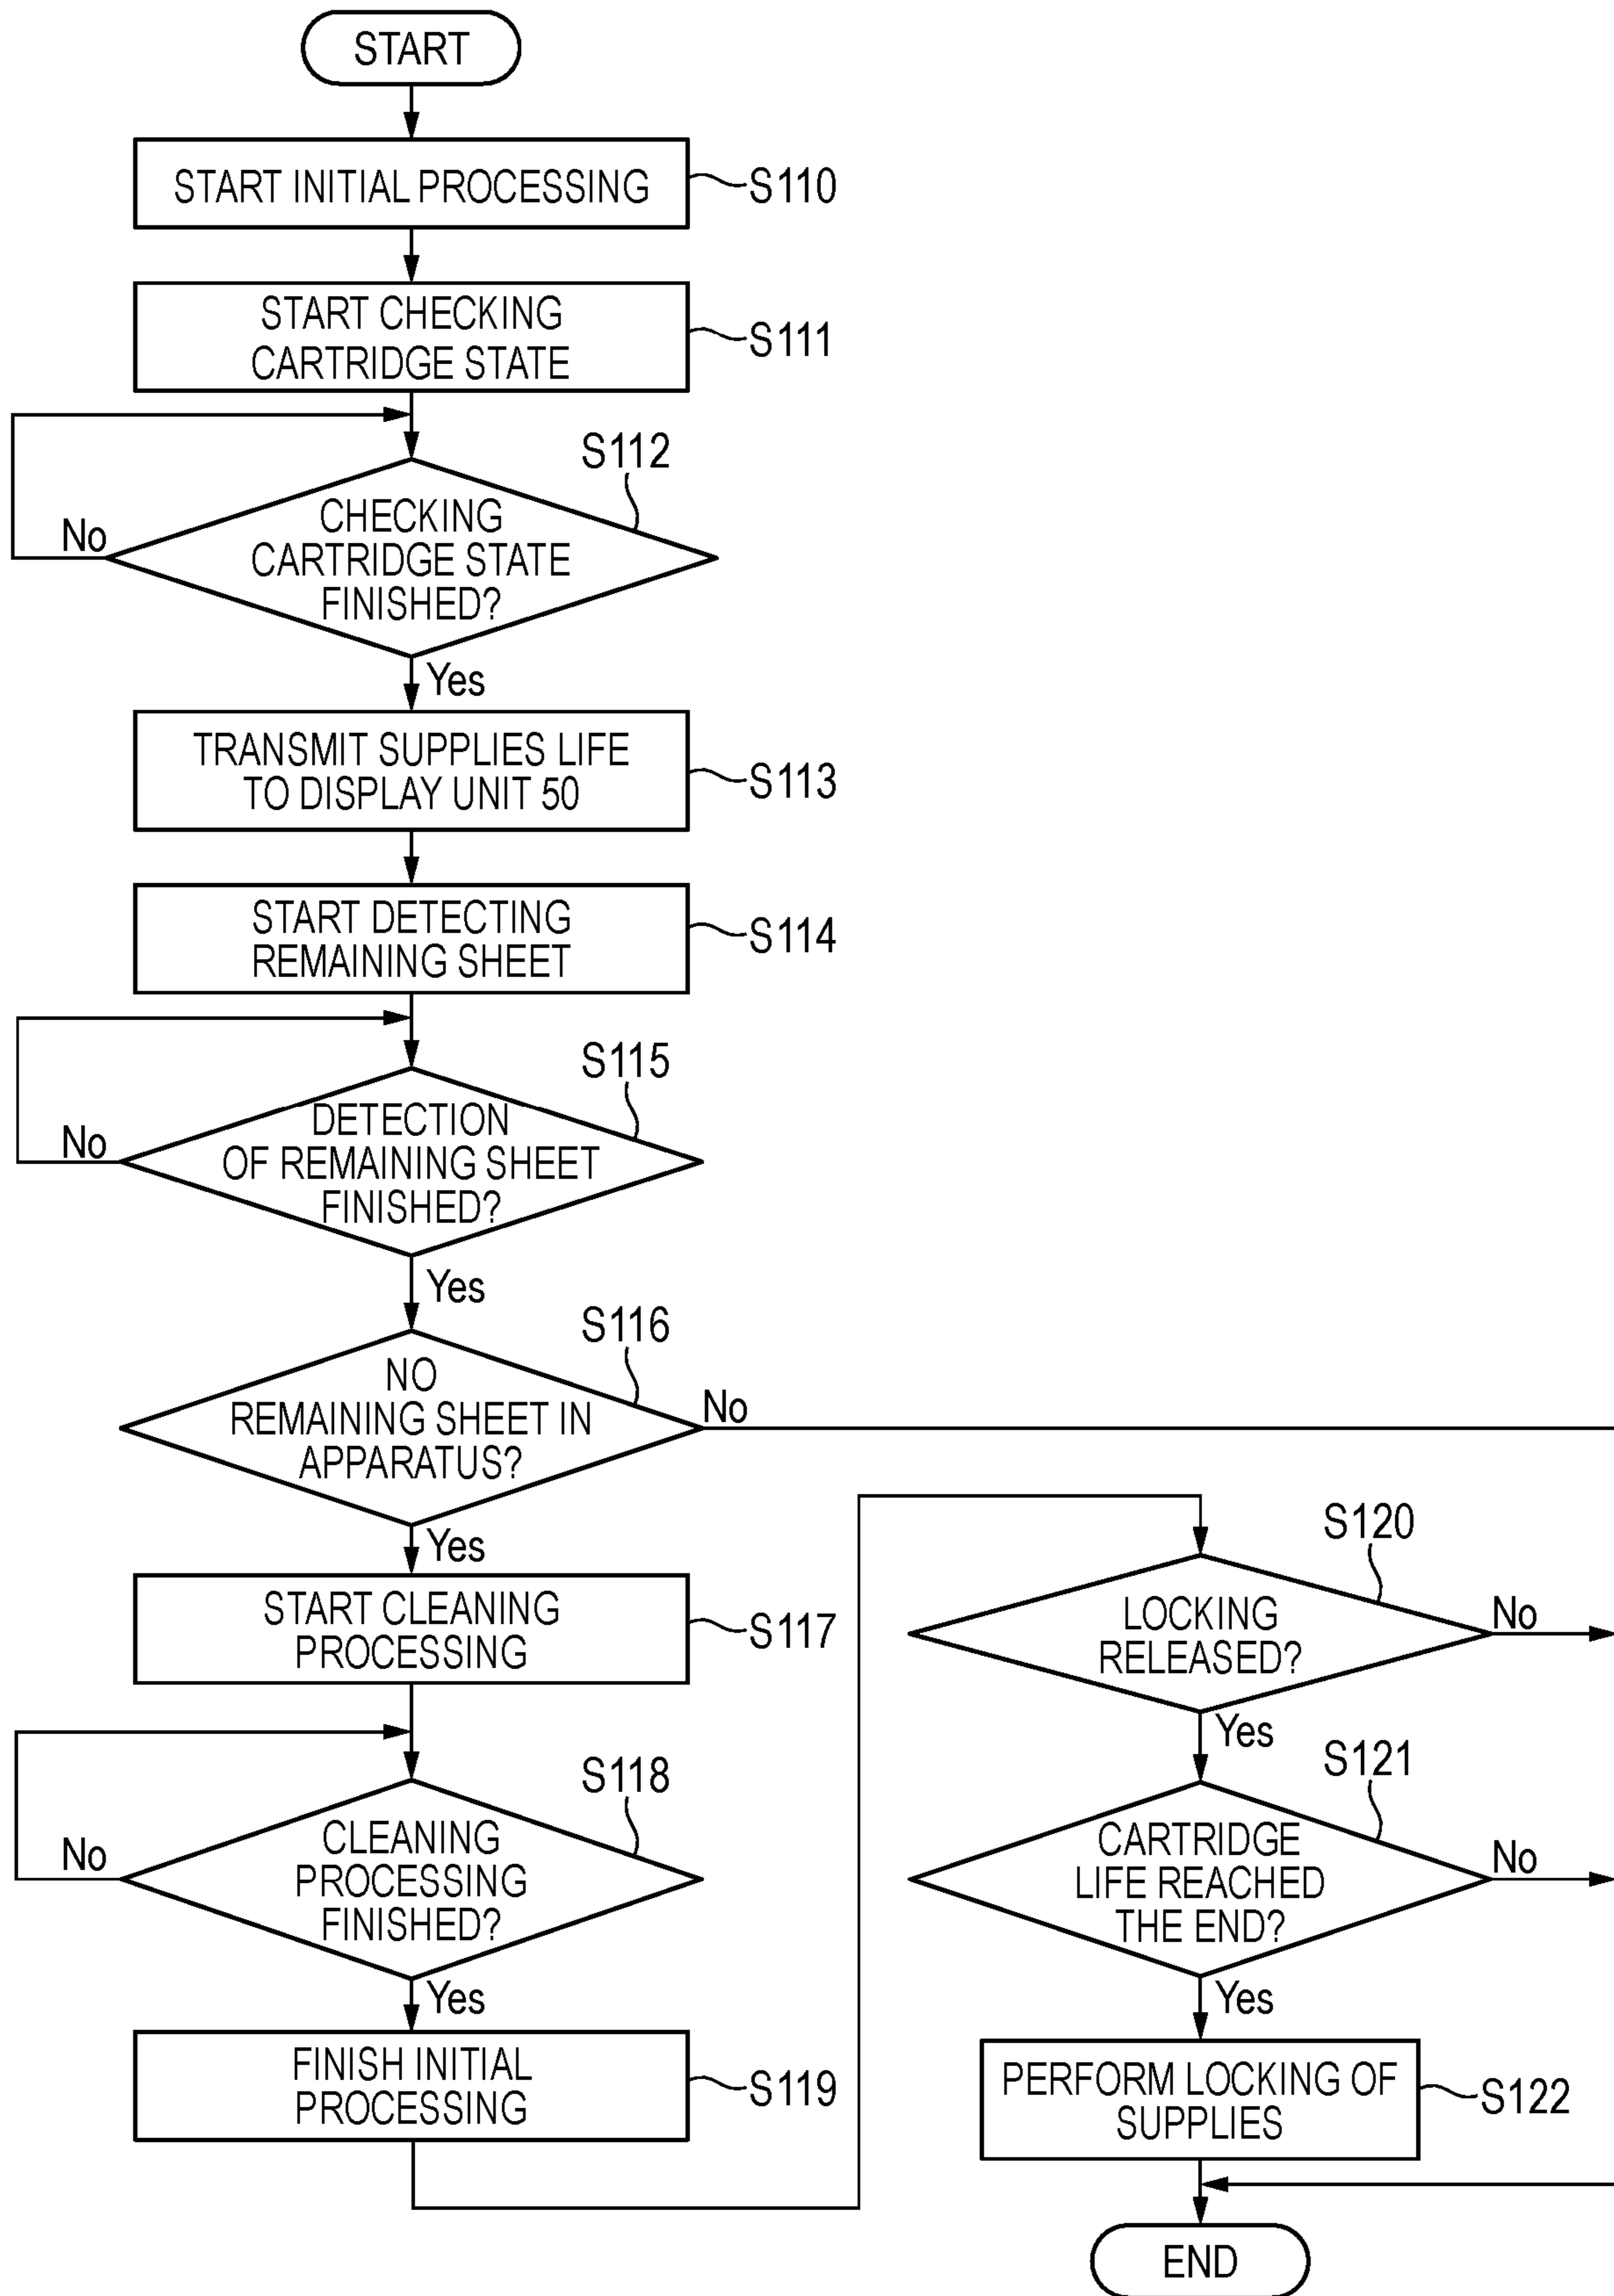 START
START INITIAL PROCESSING
S110
START CHECKING
CARTRIDGE STATE
S111
S112
CHECKING
CARTRIDGE STATE
FINISHED?
No
Yes
TRANSMIT SUPPLIES LIFE
TO DISPLAY UNIT 50
S113
START DETECTING
REMAINING SHEET
S114
S115
DETECTION
OF REMAINING SHEET
FINISHED?
No
Yes
S116
NO
REMAINING SHEET IN
APPARATUS?
No
Yes
START CLEANING
PROCESSING
S117
S118
CLEANING
PROCESSING
FINISHED?
No
Yes
FINISH INITIAL
PROCESSING
S119
S120
LOCKING
RELEASED?
No
Yes
S121
CARTRIDGE
LIFE REACHED
THE END?
No
Yes
PERFORM LOCKING OF
SUPPLIES
S122
END